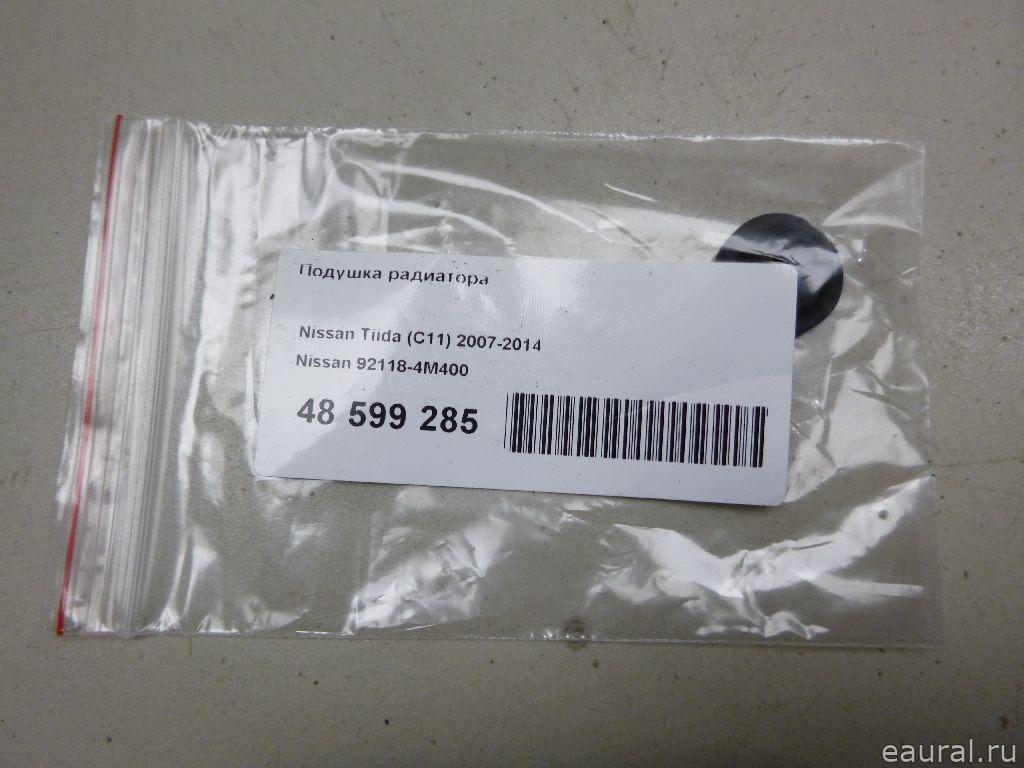 Подушка радиатора
Nissan Tiida (C11) 2007-2014
Nissan 92118-4M400
48 599 285
eaural.ru